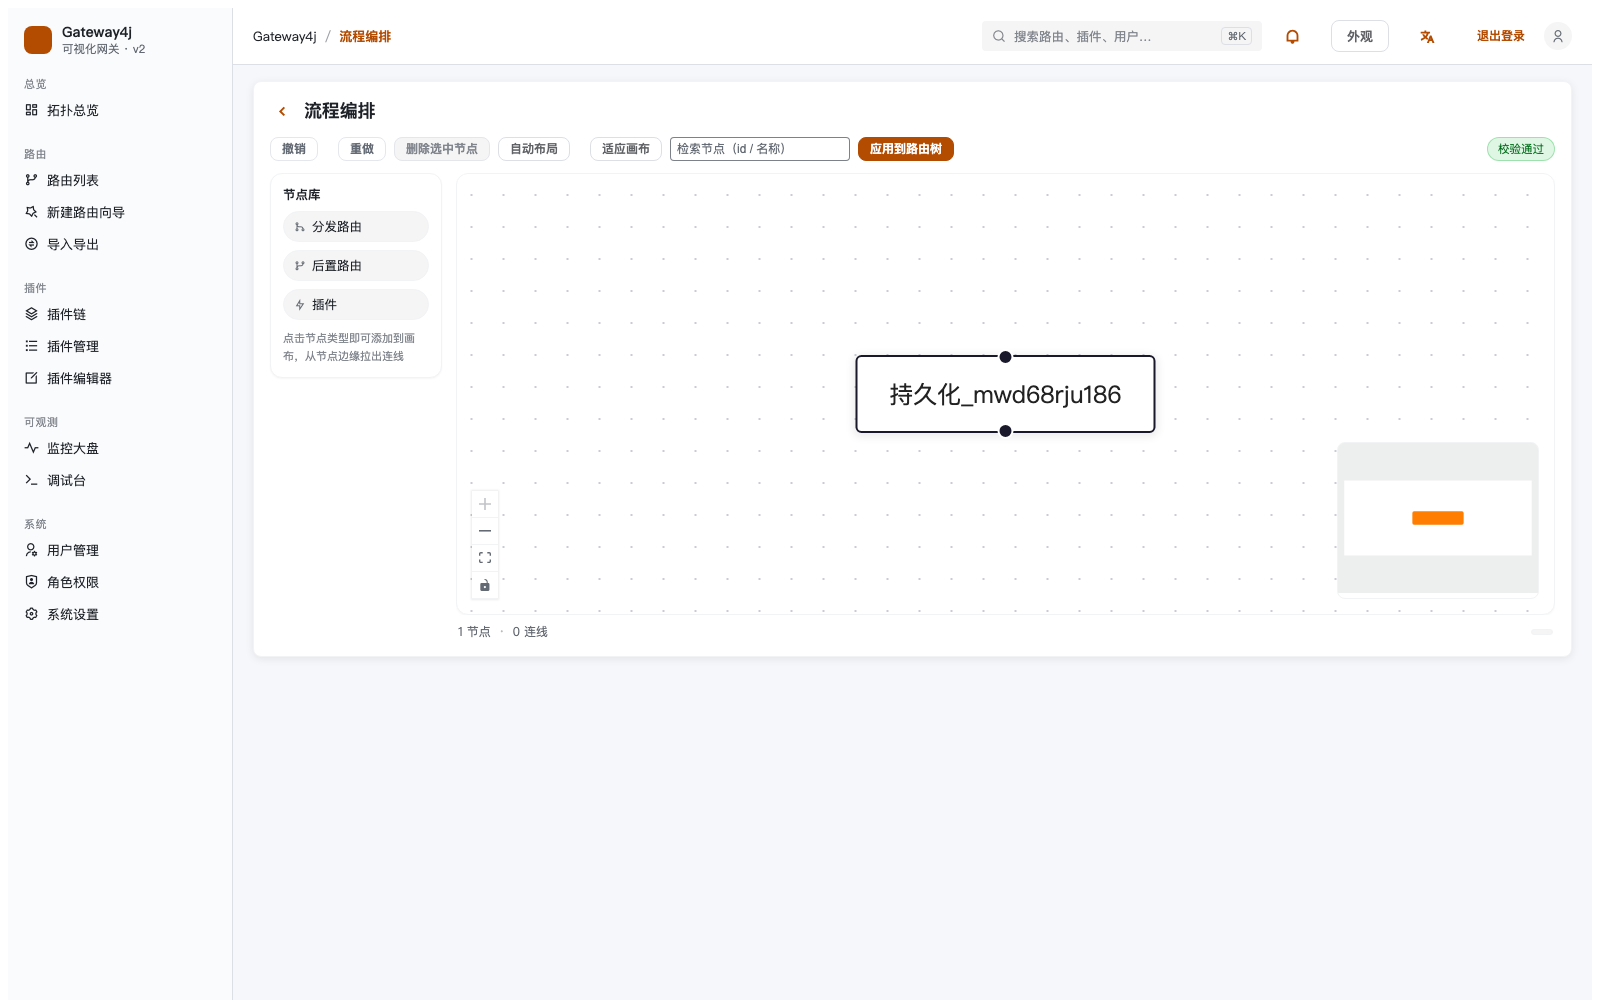 Gateway4j
可视化网关 · v2
总览
拓扑总览
路由
路由列表
新建路由向导
导入导出
插件
插件链
插件管理
插件编辑器
可观测
监控大盘
调试台
系统
用户管理
角色权限
系统设置
Gateway4j / 流程编排
搜索路由、插件、用户... ⌘K
外观
退出登录
流程编排
撤销 重做 删除选中节点 自动布局 适应画布 检索节点（id / 名称） 应用到路由树 校验通过
节点库
分发路由
后置路由
插件
点击节点类型即可添加到画
布，从节点边缘拉出连线
持久化_mwd68rju186
1 节点 · 0 连线